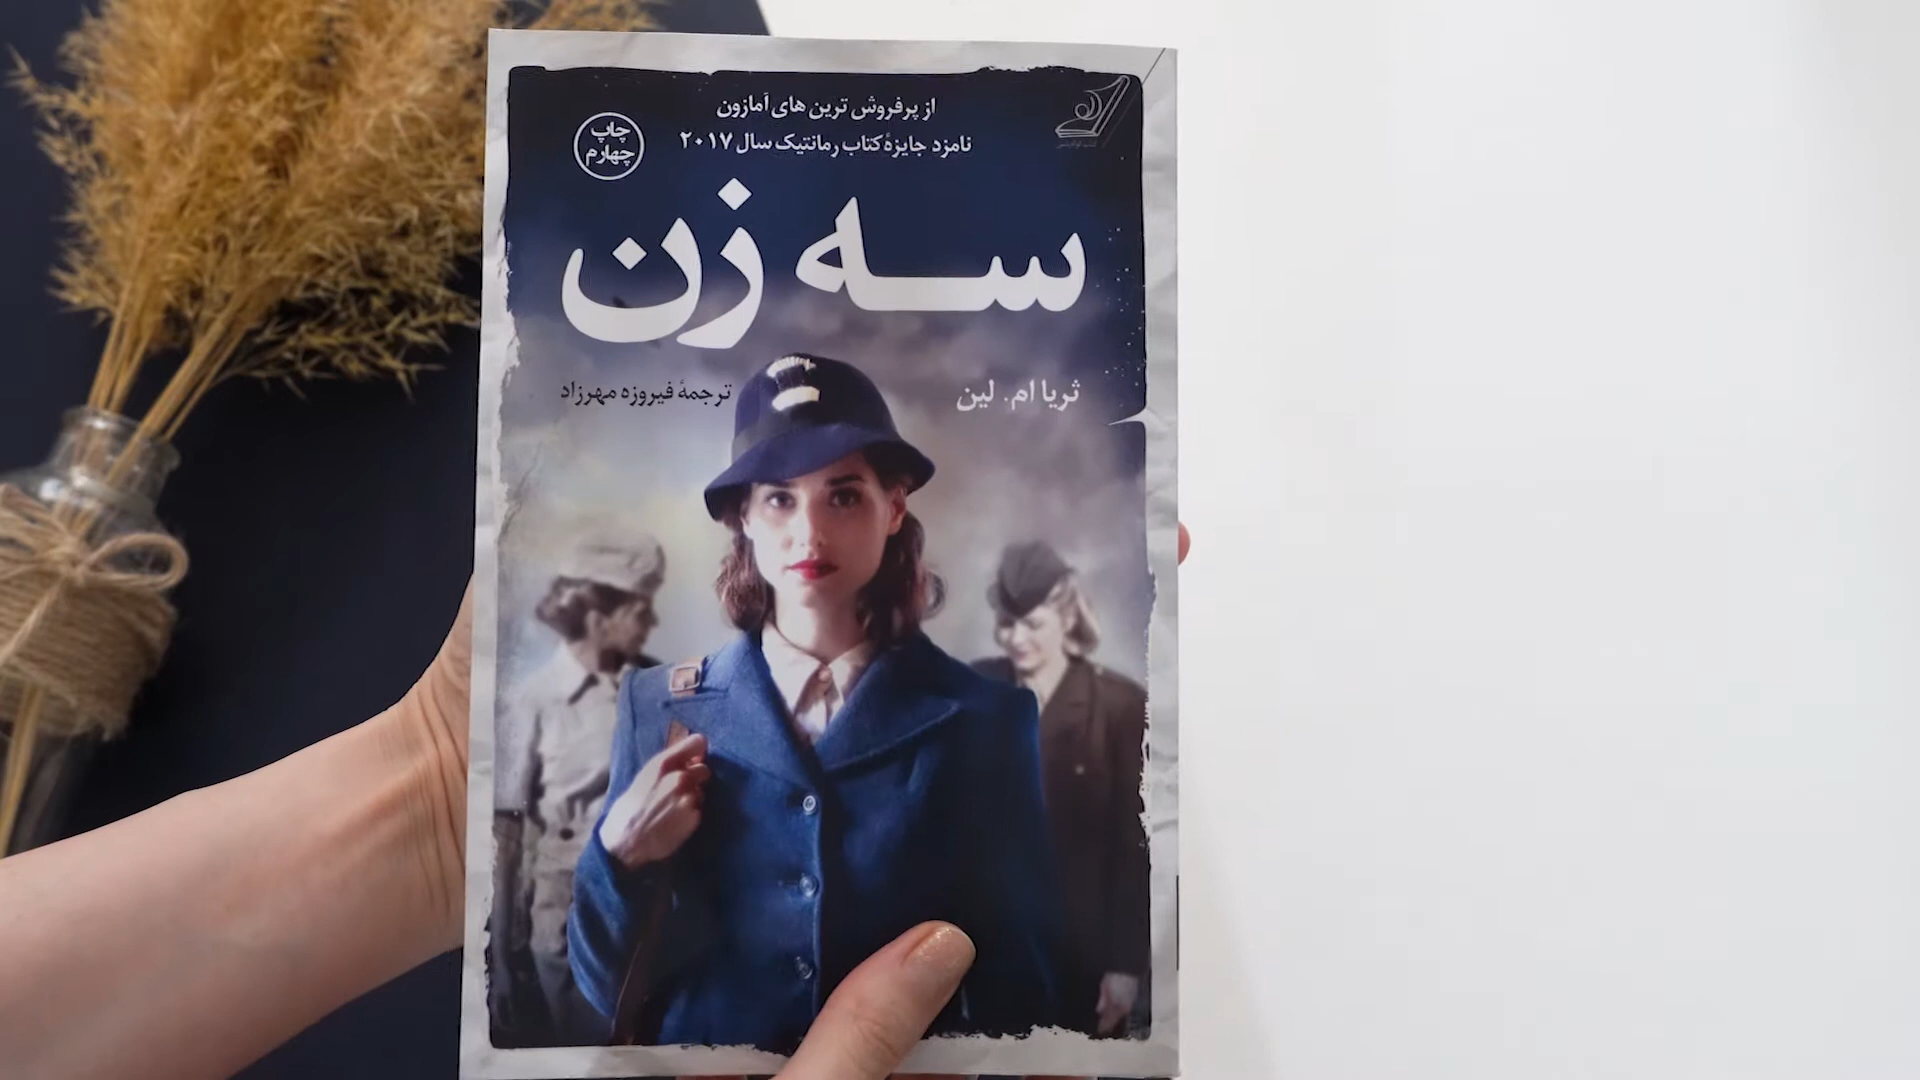 از پرفروش ترین های آمازون
نامزد جایزهٔ کتاب رمانتیک سال ۲۰۱۷
چاپ
چهارم
سه زن
ثریا ام. لین
ترجمهٔ فیروزه مهرزاد